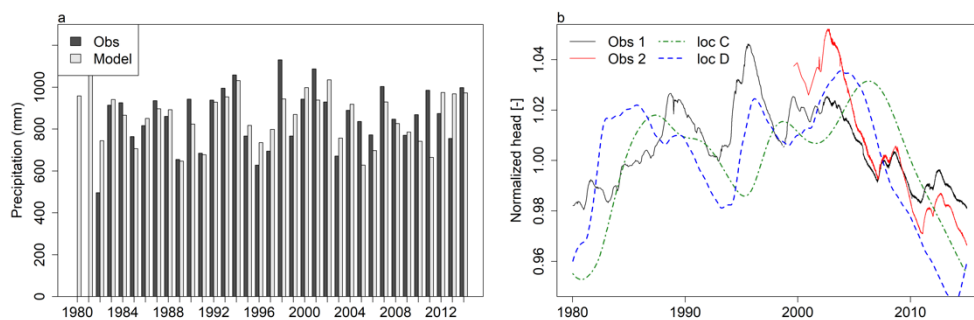 a
Obs
Model
Precipitation (mm)
0
200
400
600
800
1000
1980
1984
1988
1992
1996
2000
2004
2008
2012
b
Obs 1
Obs 2
loc C
loc D
Normalized head [-]
0.96
0.98
1.00
1.02
1.04
1980
1990
2000
2010